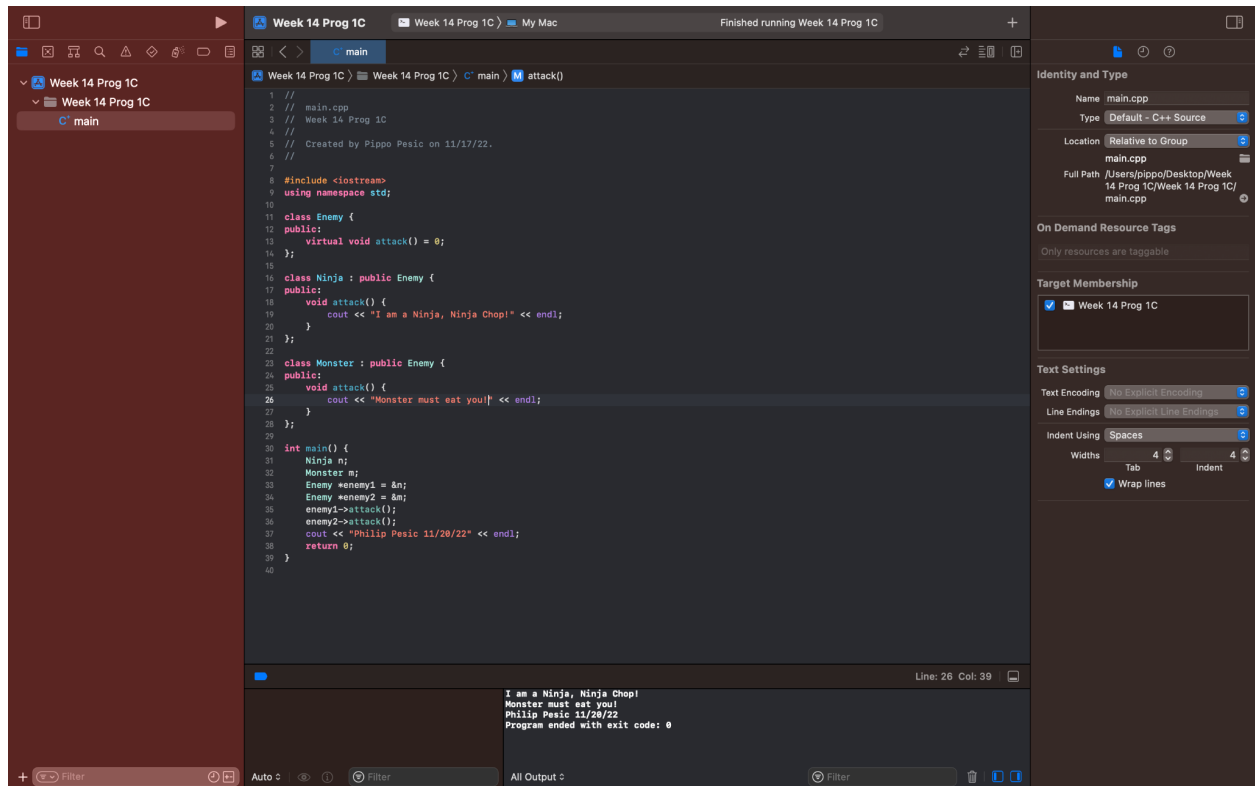 Week 14 Prog 1C
Week 14 Prog 1C 〉 My Mac
Finished running Week 14 Prog 1C
main
Week 14 Prog 1C 〉 Week 14 Prog 1C 〉 main 〉 M attack()
Week 14 Prog 1C
Week 14 Prog 1C
main
1 //
2 //  main.cpp
3 //  Week 14 Prog 1C
4 //
5 //  Created by Pippo Pesic on 11/17/22.
6 //
7
8 #include <iostream>
9 using namespace std;
10
11 class Enemy {
12 public:
13     virtual void attack() = 0;
14 };
15
16 class Ninja : public Enemy {
17 public:
18     void attack() {
19         cout << "I am a Ninja, Ninja Chop!" << endl;
20     }
21 };
22
23 class Monster : public Enemy {
24 public:
25     void attack() {
26         cout << "Monster must eat you!" << endl;
27     }
28 };
29
30 int main() {
31     Ninja n;
32     Monster m;
33     Enemy *enemy1 = &n;
34     Enemy *enemy2 = &m;
35     enemy1->attack();
36     enemy2->attack();
37     cout << "Philip Pesic 11/20/22" << endl;
38     return 0;
39 }
40
Line: 26 Col: 39
I am a Ninja, Ninja Chop!
Monster must eat you!
Philip Pesic 11/20/22
Program ended with exit code: 0
Filter
Auto
Filter
All Output
Filter
Identity and Type
Name main.cpp
Type Default - C++ Source
Location Relative to Group
main.cpp
Full Path /Users/pippo/Desktop/Week
14 Prog 1C/Week 14 Prog 1C/
main.cpp
On Demand Resource Tags
Only resources are taggable
Target Membership
Week 14 Prog 1C
Text Settings
Text Encoding No Explicit Encoding
Line Endings No Explicit Line Endings
Indent Using Spaces
Widths 4 4
Tab Indent
Wrap lines